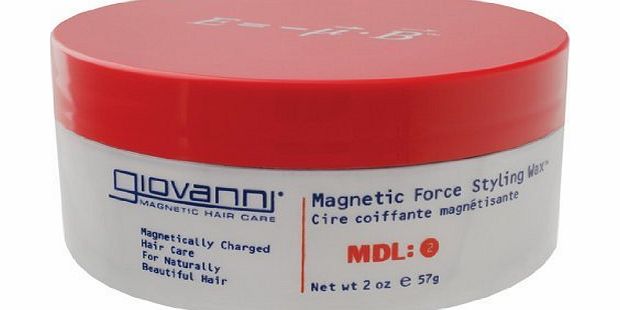 E = -μ⃗ · B⃗
giovanni®
MAGNETIC HAIR CARE
Magnetically Charged
Hair Care
For Naturally
Beautiful Hair
Magnetic Force Styling Wax™
Cire coiffante magnétisante
MDL: 2
Net wt 2 oz ℮ 57g